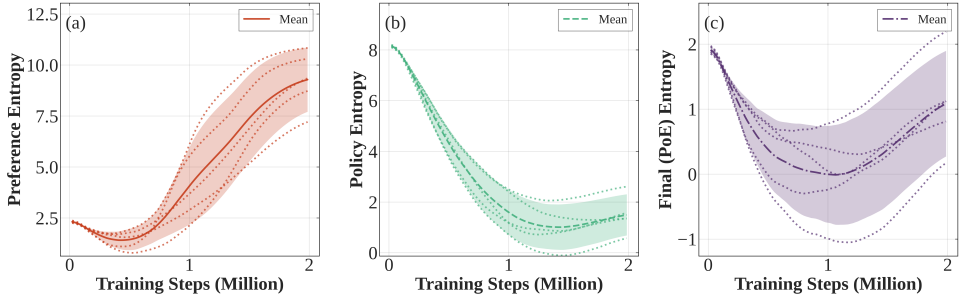 (a)
Mean
12.5
10.0
7.5
5.0
2.5
0
1
2
Preference Entropy
Training Steps (Million)
(b)
Mean
8
6
4
2
0
0
1
2
Policy Entropy
Training Steps (Million)
(c)
Mean
2
1
0
−1
0
1
2
Final (PoE) Entropy
Training Steps (Million)